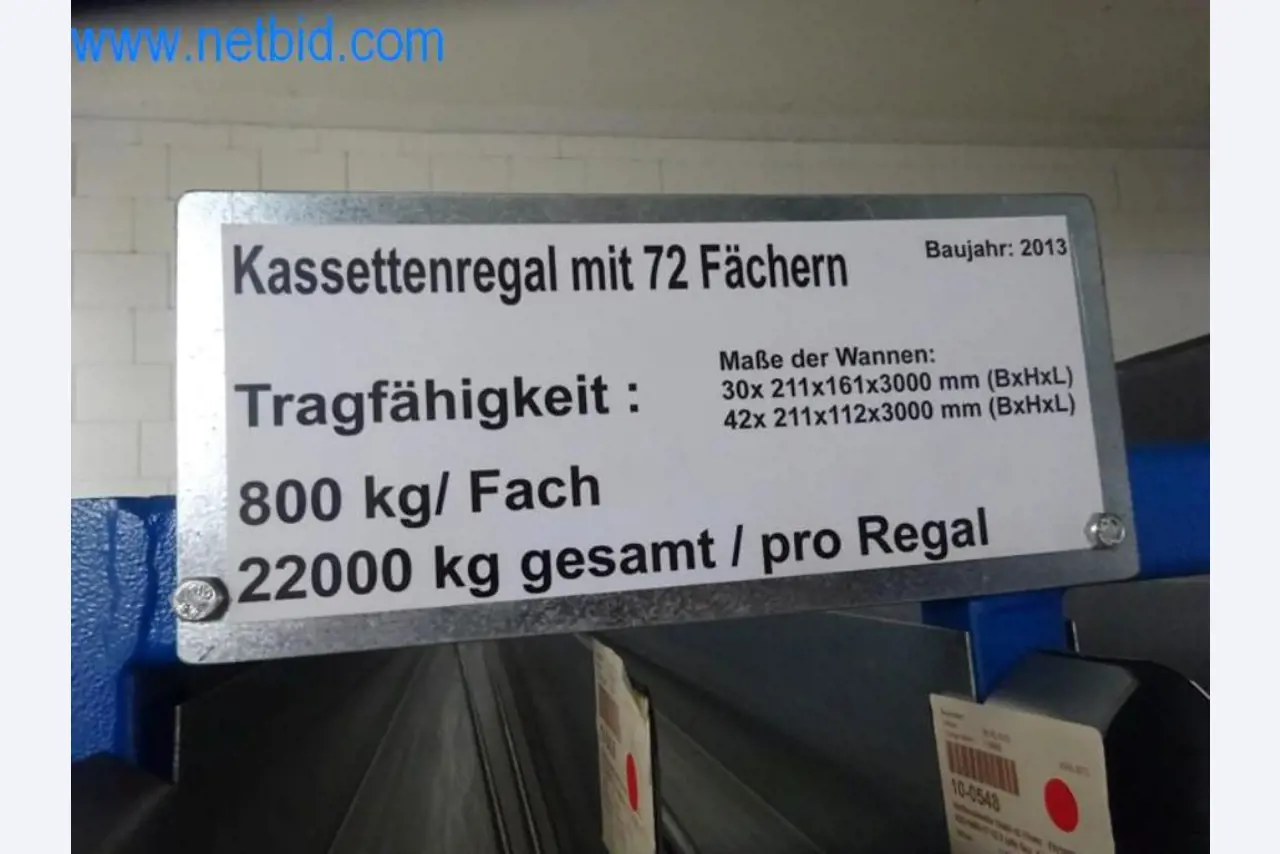 www.netbid.com
Kassettenregal mit 72 Fächern
Baujahr: 2013
Maße der Wannen:
30x 211x161x3000 mm (BxHxL)
42x 211x112x3000 mm (BxHxL)
Tragfähigkeit :
800 kg/ Fach
22000 kg gesamt / pro Regal
10-0548